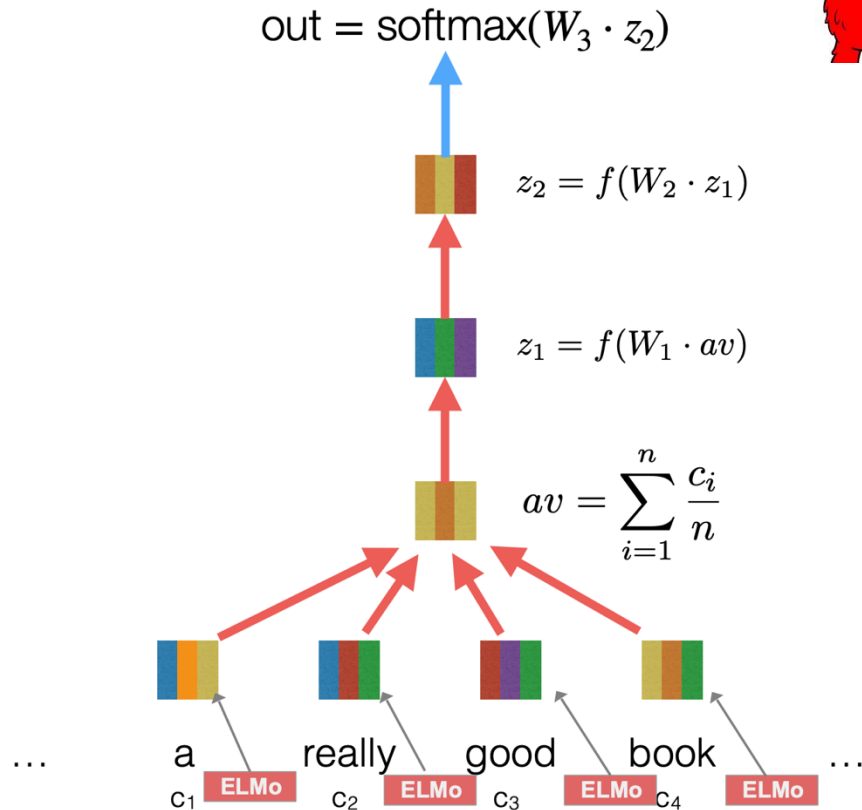 out = softmax(W₃ · z₂)
z₂ = f(W₂ · z₁)
z₁ = f(W₁ · av)
av = ∑ᵢ₌₁ⁿ cᵢ/n
... a really good book ...
c₁ ELMo c₂ ELMo c₃ ELMo c₄ ELMo